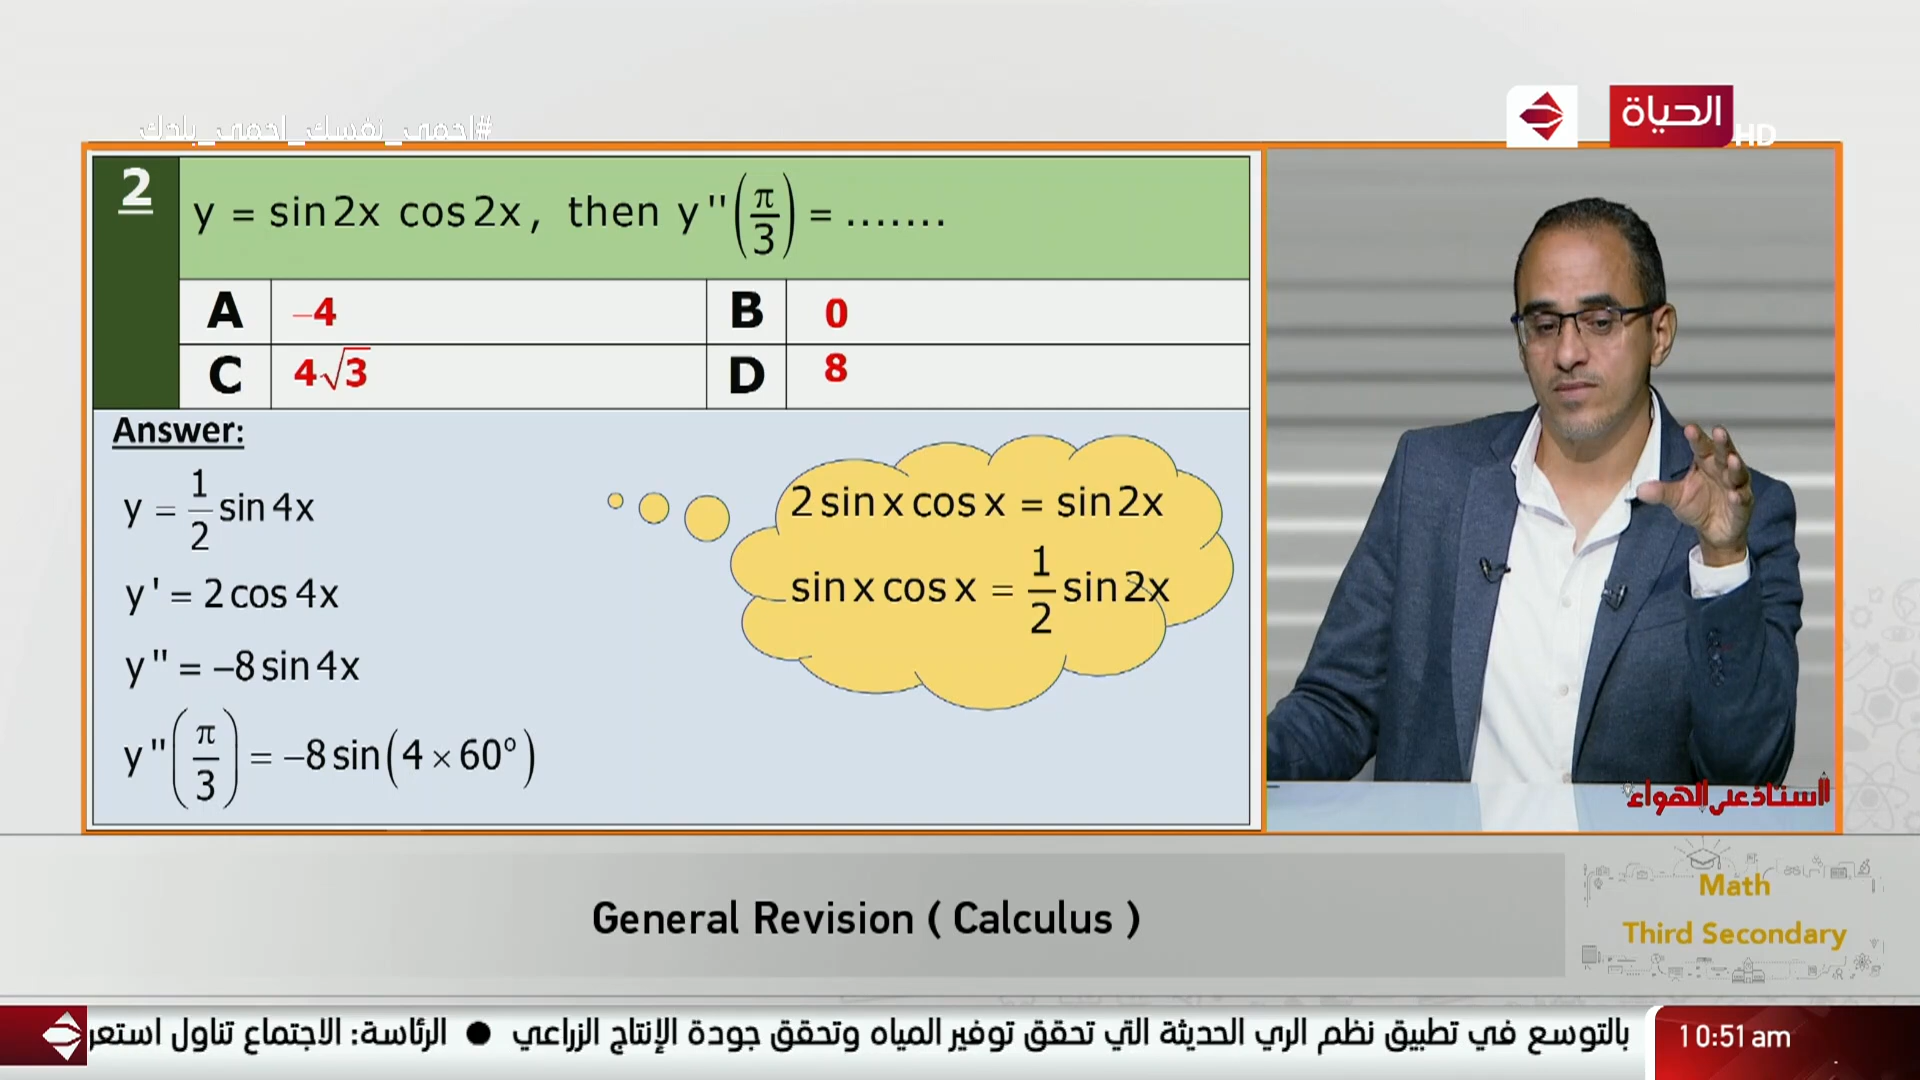 #احمي_نفسك_احمي_بلدك
الحياة
HD
2
y = sin2x cos2x, then y''(π/3) = .......
A –4 B 0
C 4√3 D 8
Answer:
y = 1/2 sin 4x
y' = 2 cos 4x
y'' = –8 sin 4x
y''(π/3) = –8 sin(4 × 60°)
2 sin x cos x = sin 2x
sin x cos x = 1/2 sin 2x
استاذ على الهواء
General Revision ( Calculus )
Math
Third Secondary
بالتوسع في تطبيق نظم الري الحديثة التي تحقق توفير المياه وتحقق جودة الإنتاج الزراعي ● الرئاسة: الاجتماع تناول استعر
10:51 am